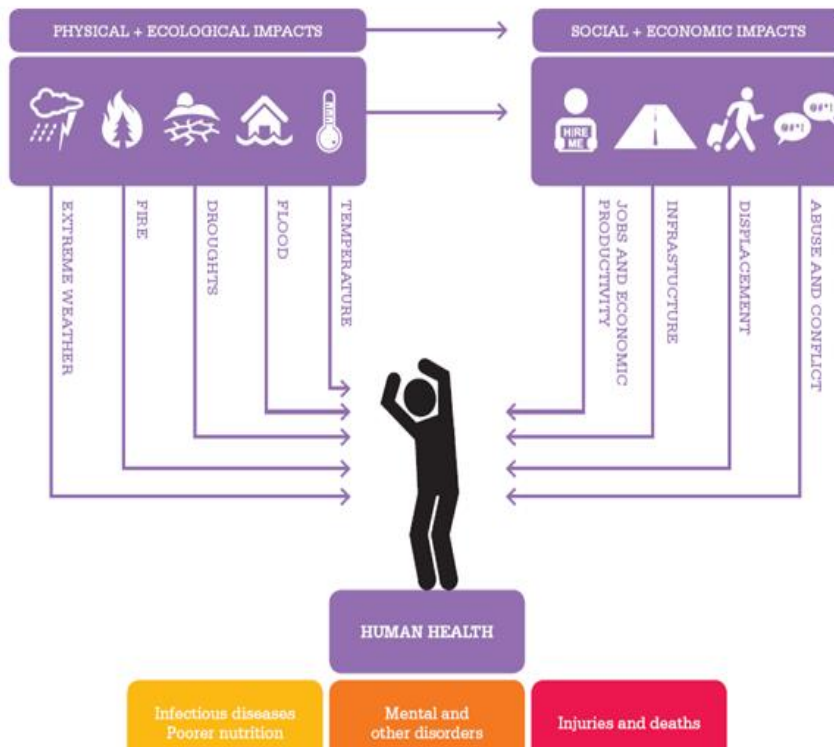 PHYSICAL + ECOLOGICAL IMPACTS
SOCIAL + ECONOMIC IMPACTS
HIRE
ME
@#*!
@#*!
EXTREME WEATHER
FIRE
DROUGHTS
FLOOD
TEMPERATURE
JOBS AND ECONOMIC
PRODUCTIVITY
INFRASTUCTURE
DISPLACEMENT
ABUSE AND CONFLICT
HUMAN HEALTH
Infectious diseases
Poorer nutrition
Mental and
other disorders
Injuries and deaths